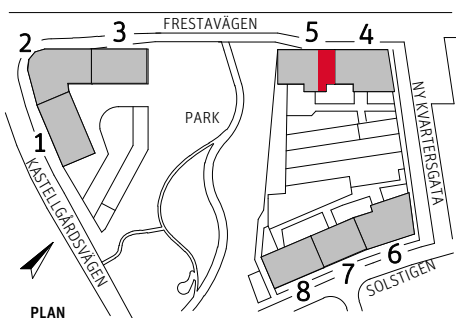 FRESTAVÄGEN
2
3
5
4
PARK
1
KASTELLGÅRDSVÄGEN
NY KVARTERSGATA
6
7
8
SOLSTIGEN
PLAN